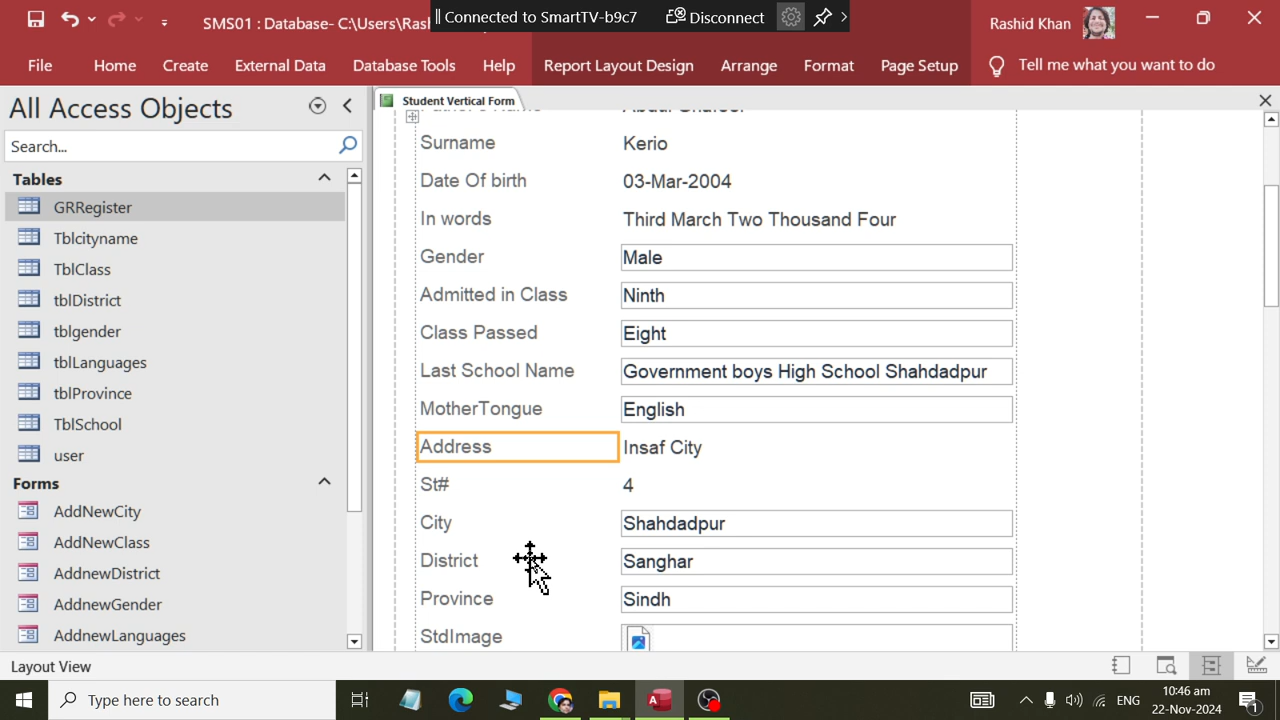 SMS01 : Database- C:\Users\Ras
Connected to SmartTV-b9c7
Disconnect
Rashid Khan
File
Home
Create
External Data
Database Tools
Help
Report Layout Design
Arrange
Format
Page Setup
Tell me what you want to do
All Access Objects
Search...
Tables
GRRegister
Tblcityname
TblClass
tblDistrict
tblgender
tblLanguages
tblProvince
TblSchool
user
Forms
AddNewCity
AddNewClass
AddnewDistrict
AddnewGender
AddnewLanguages
Student Vertical Form
Surname Kerio
Date Of birth 03-Mar-2004
In words Third March Two Thousand Four
Gender Male
Admitted in Class Ninth
Class Passed Eight
Last School Name Government boys High School Shahdadpur
MotherTongue English
Address Insaf City
St# 4
City Shahdadpur
District Sanghar
Province Sindh
StdImage
Layout View
Type here to search
ENG
10:46 am
22-Nov-2024
1